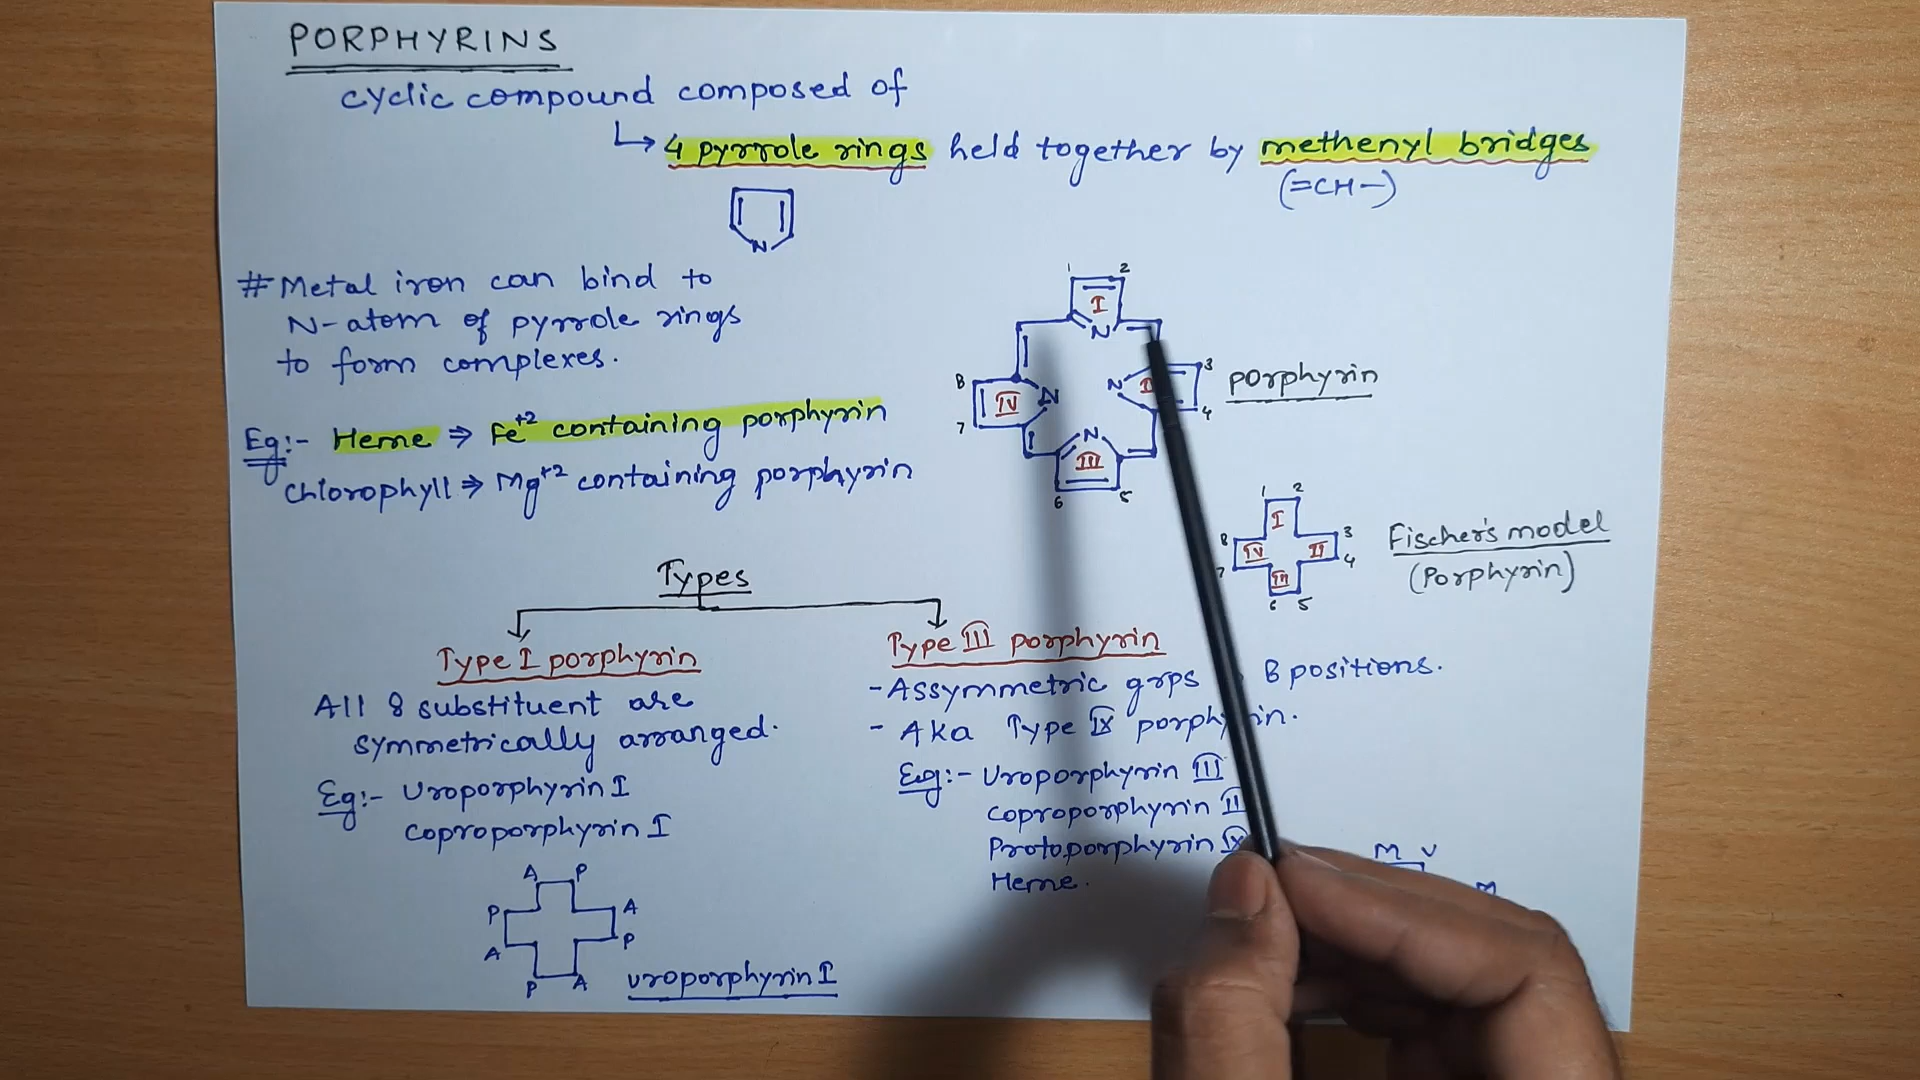 PORPHYRINS
cyclic compound composed of
↳ 4 pyrrole rings held together by methenyl bridges
(=CH-)
N
# Metal iron can bind to
N-atom of pyrrole rings
to form complexes.
Eg:- Heme ⇒ Fe+2 containing porphyrin
Chlorophyll ⇒ Mg+2 containing porphyrin
1 2
I
N
8 3
IV N N
7 4
N
III
6 5
porphyrin
1 2
I
8 3
IV II
7 4
III
6 5
Fischer's model
(Porphyrin)
Types
Type I porphyrin
All 8 substituent are
symmetrically arranged.
Eg:- Uroporphyrin I
coproporphyrin I
A P
P A
A P
P A
uroporphyrin I
Type III porphyrin
- Assymmetric grps 8 positions.
- Aka Type IX porphyrin.
Eg:- Uroporphyrin III
coproporphyrin
Protoporphyrin IX
Heme.
M V
M